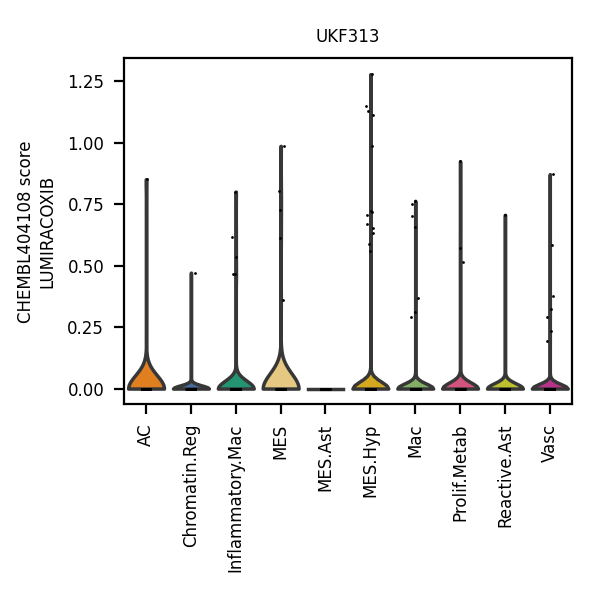 UKF313
CHEMBL404108 score
LUMIRACOXIB
1.25
1.00
0.75
0.50
0.25
0.00
AC
Chromatin.Reg
Inflammatory.Mac
MES
MES.Ast
MES.Hyp
Mac
Prolif.Metab
Reactive.Ast
Vasc